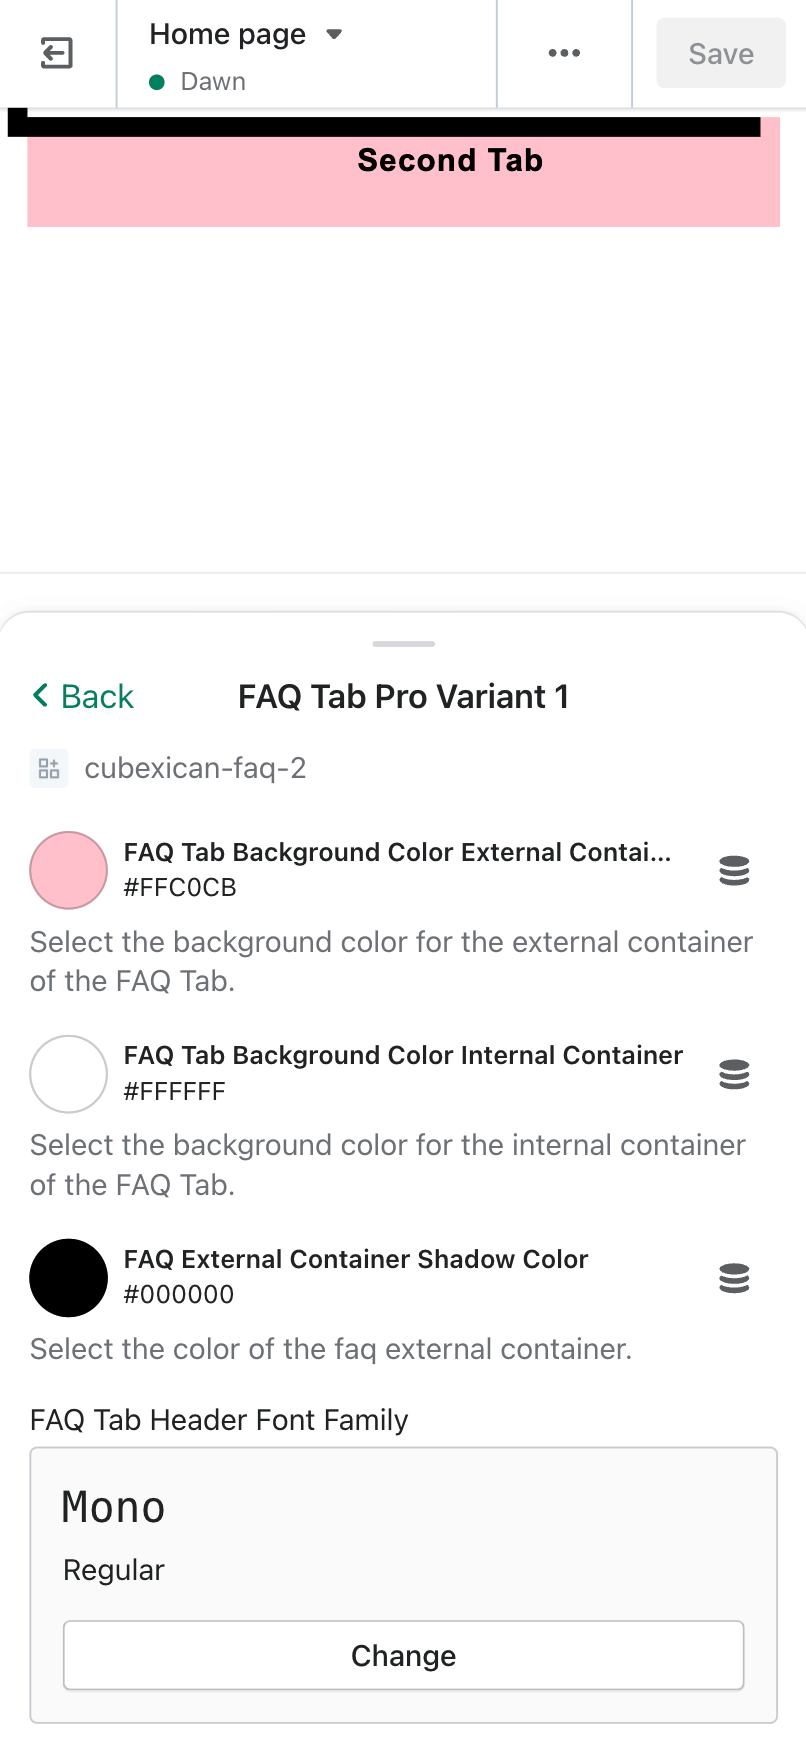 Home page
Dawn
Save
Second Tab
Back
FAQ Tab Pro Variant 1
cubexican-faq-2
FAQ Tab Background Color External Contai...
#FFC0CB
Select the background color for the external container
of the FAQ Tab.
FAQ Tab Background Color Internal Container
#FFFFFF
Select the background color for the internal container
of the FAQ Tab.
FAQ External Container Shadow Color
#000000
Select the color of the faq external container.
FAQ Tab Header Font Family
Mono
Regular
Change